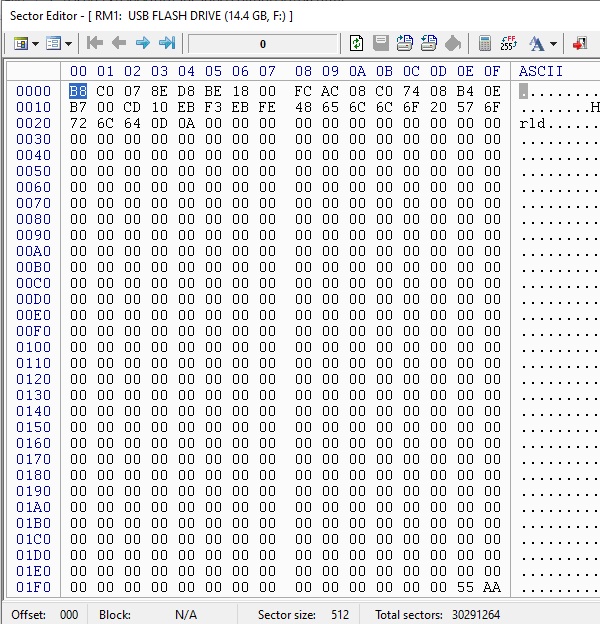 Sector Editor - [ RM1: USB FLASH DRIVE (14.4 GB, F:) ]
0
00 01 02 03 04 05 06 07 08 09 0A 0B 0C 0D 0E 0F ASCII
0000 B8 C0 07 8E D8 BE 18 00 FC AC 08 C0 74 08 B4 0E .........
0010 B7 00 CD 10 EB F3 EB FE 48 65 6C 6C 6F 20 57 6F ........H
0020 72 6C 64 0D 0A 00 00 00 00 00 00 00 00 00 00 00 rld......
0030 00 00 00 00 00 00 00 00 00 00 00 00 00 00 00 00 .........
0040 00 00 00 00 00 00 00 00 00 00 00 00 00 00 00 00 .........
0050 00 00 00 00 00 00 00 00 00 00 00 00 00 00 00 00 .........
0060 00 00 00 00 00 00 00 00 00 00 00 00 00 00 00 00 .........
0070 00 00 00 00 00 00 00 00 00 00 00 00 00 00 00 00 .........
0080 00 00 00 00 00 00 00 00 00 00 00 00 00 00 00 00 .........
0090 00 00 00 00 00 00 00 00 00 00 00 00 00 00 00 00 .........
00A0 00 00 00 00 00 00 00 00 00 00 00 00 00 00 00 00 .........
00B0 00 00 00 00 00 00 00 00 00 00 00 00 00 00 00 00 .........
00C0 00 00 00 00 00 00 00 00 00 00 00 00 00 00 00 00 .........
00D0 00 00 00 00 00 00 00 00 00 00 00 00 00 00 00 00 .........
00E0 00 00 00 00 00 00 00 00 00 00 00 00 00 00 00 00 .........
00F0 00 00 00 00 00 00 00 00 00 00 00 00 00 00 00 00 .........
0100 00 00 00 00 00 00 00 00 00 00 00 00 00 00 00 00 .........
0110 00 00 00 00 00 00 00 00 00 00 00 00 00 00 00 00 .........
0120 00 00 00 00 00 00 00 00 00 00 00 00 00 00 00 00 .........
0130 00 00 00 00 00 00 00 00 00 00 00 00 00 00 00 00 .........
0140 00 00 00 00 00 00 00 00 00 00 00 00 00 00 00 00 .........
0150 00 00 00 00 00 00 00 00 00 00 00 00 00 00 00 00 .........
0160 00 00 00 00 00 00 00 00 00 00 00 00 00 00 00 00 .........
0170 00 00 00 00 00 00 00 00 00 00 00 00 00 00 00 00 .........
0180 00 00 00 00 00 00 00 00 00 00 00 00 00 00 00 00 .........
0190 00 00 00 00 00 00 00 00 00 00 00 00 00 00 00 00 .........
01A0 00 00 00 00 00 00 00 00 00 00 00 00 00 00 00 00 .........
01B0 00 00 00 00 00 00 00 00 00 00 00 00 00 00 00 00 .........
01C0 00 00 00 00 00 00 00 00 00 00 00 00 00 00 00 00 .........
01D0 00 00 00 00 00 00 00 00 00 00 00 00 00 00 00 00 .........
01E0 00 00 00 00 00 00 00 00 00 00 00 00 00 00 00 00 .........
01F0 00 00 00 00 00 00 00 00 00 00 00 00 00 00 55 AA .........
Offset: 000 Block: N/A Sector size: 512 Total sectors: 30291264